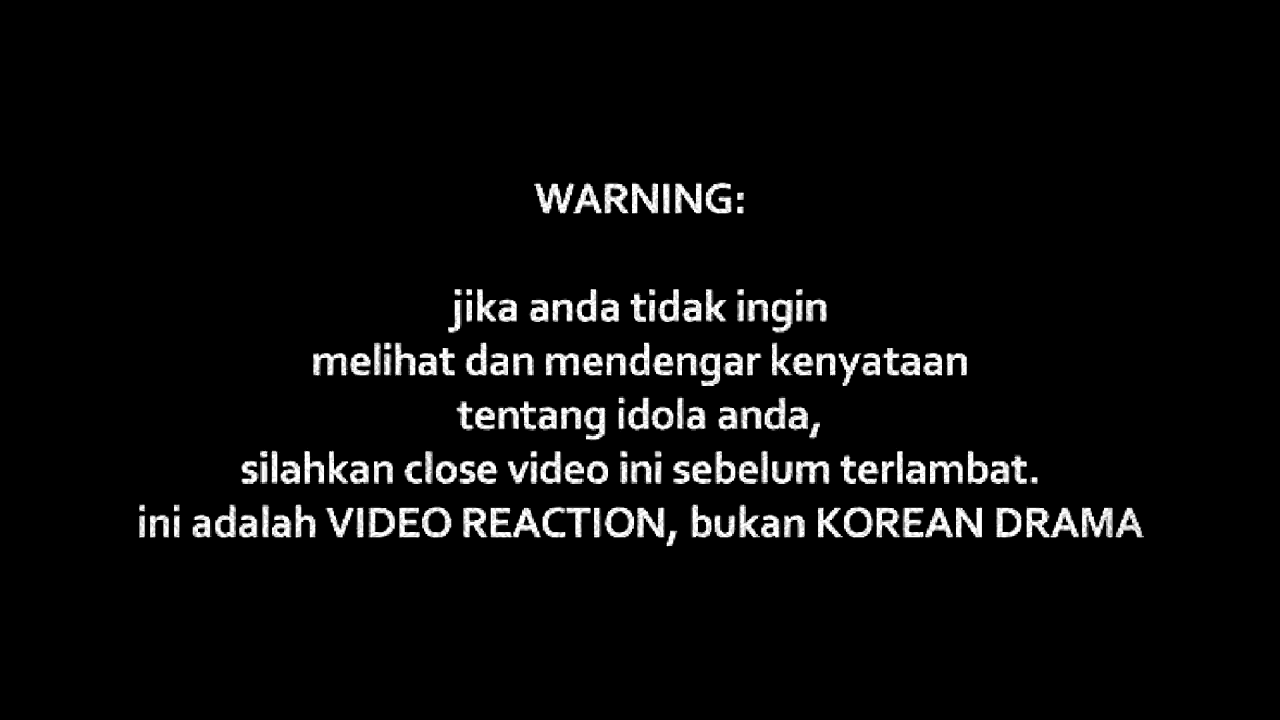 WARNING:
jika anda tidak ingin
melihat dan mendengar kenyataan
tentang idola anda,
silahkan close video ini sebelum terlambat.
ini adalah VIDEO REACTION, bukan KOREAN DRAMA